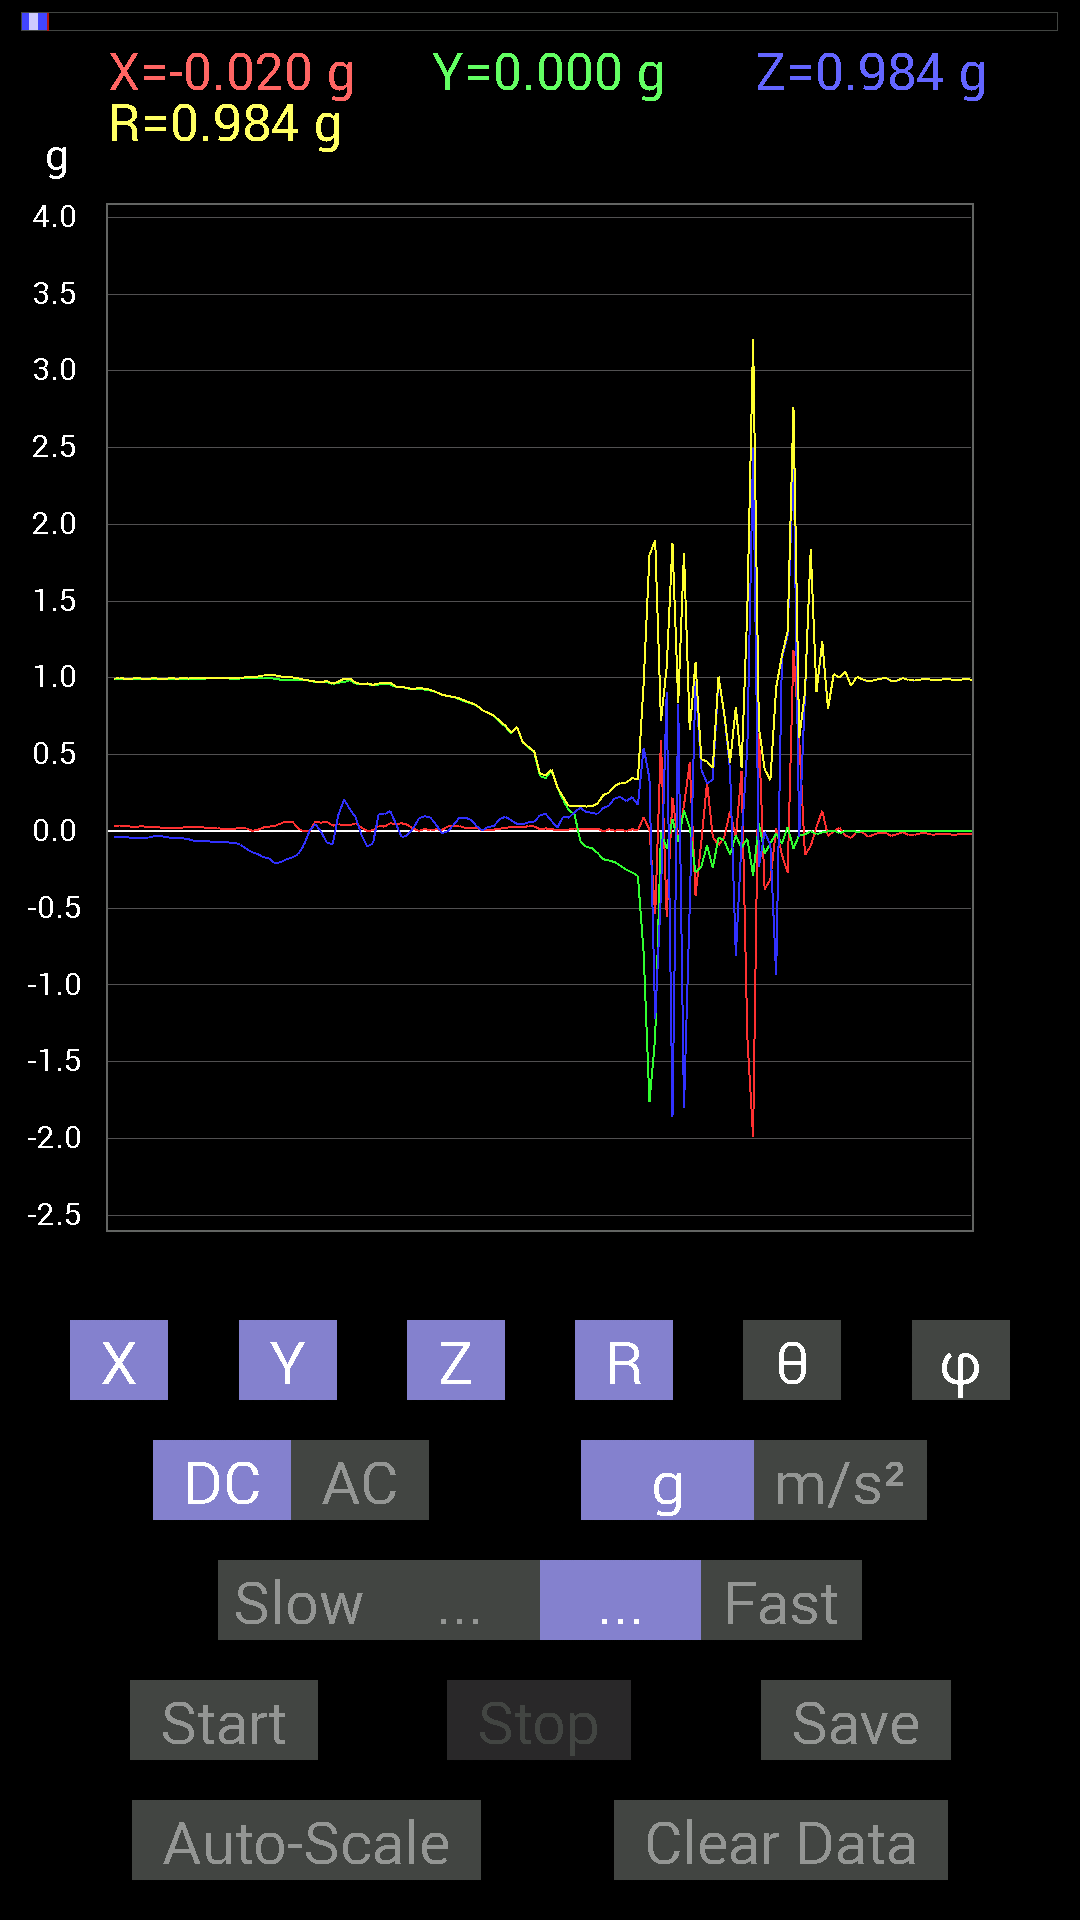 X=-0.020 g Y=0.000 g Z=0.984 g
R=0.984 g
g
4.0
3.5
3.0
2.5
2.0
1.5
1.0
0.5
0.0
-0.5
-1.0
-1.5
-2.0
-2.5
X Y Z R θ φ
DC AC g m/s²
Slow ... ... Fast
Start Stop Save
Auto-Scale Clear Data